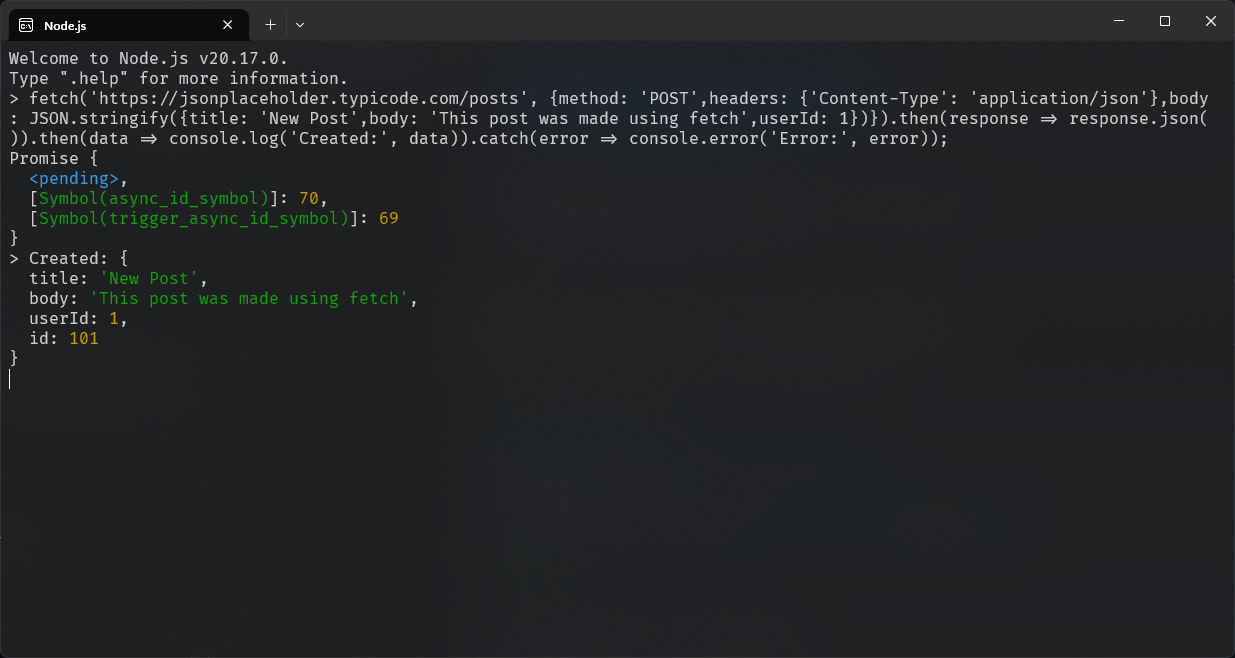 Node.js
Welcome to Node.js v20.17.0.
Type ".help" for more information.
> fetch('https://jsonplaceholder.typicode.com/posts', {method: 'POST',headers: {'Content-Type': 'application/json'},body
: JSON.stringify({title: 'New Post',body: 'This post was made using fetch',userId: 1})}).then(response => response.json(
)).then(data => console.log('Created:', data)).catch(error => console.error('Error:', error));
Promise {
  <pending>,
  [Symbol(async_id_symbol)]: 70,
  [Symbol(trigger_async_id_symbol)]: 69
}
> Created: {
  title: 'New Post',
  body: 'This post was made using fetch',
  userId: 1,
  id: 101
}